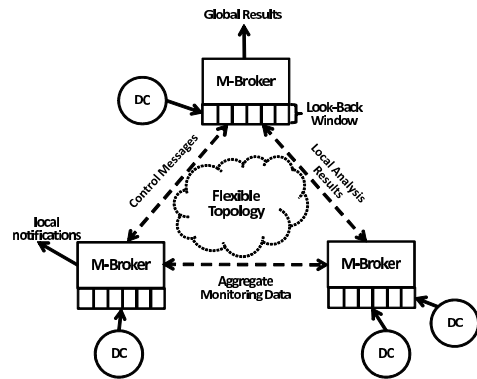 Global Results
M-Broker
DC
Look-Back
Window
Control Messages
Local Analysis
Results
Flexible
Topology
local
notifications
M-Broker
M-Broker
Aggregate
Monitoring Data
DC
DC
DC